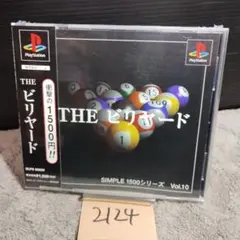 PlayStation
PlayStation
THE ビリヤード
衝撃の1500円!!
THE ビリヤード
SIMPLE 1500シリーズ Vol.10
2124